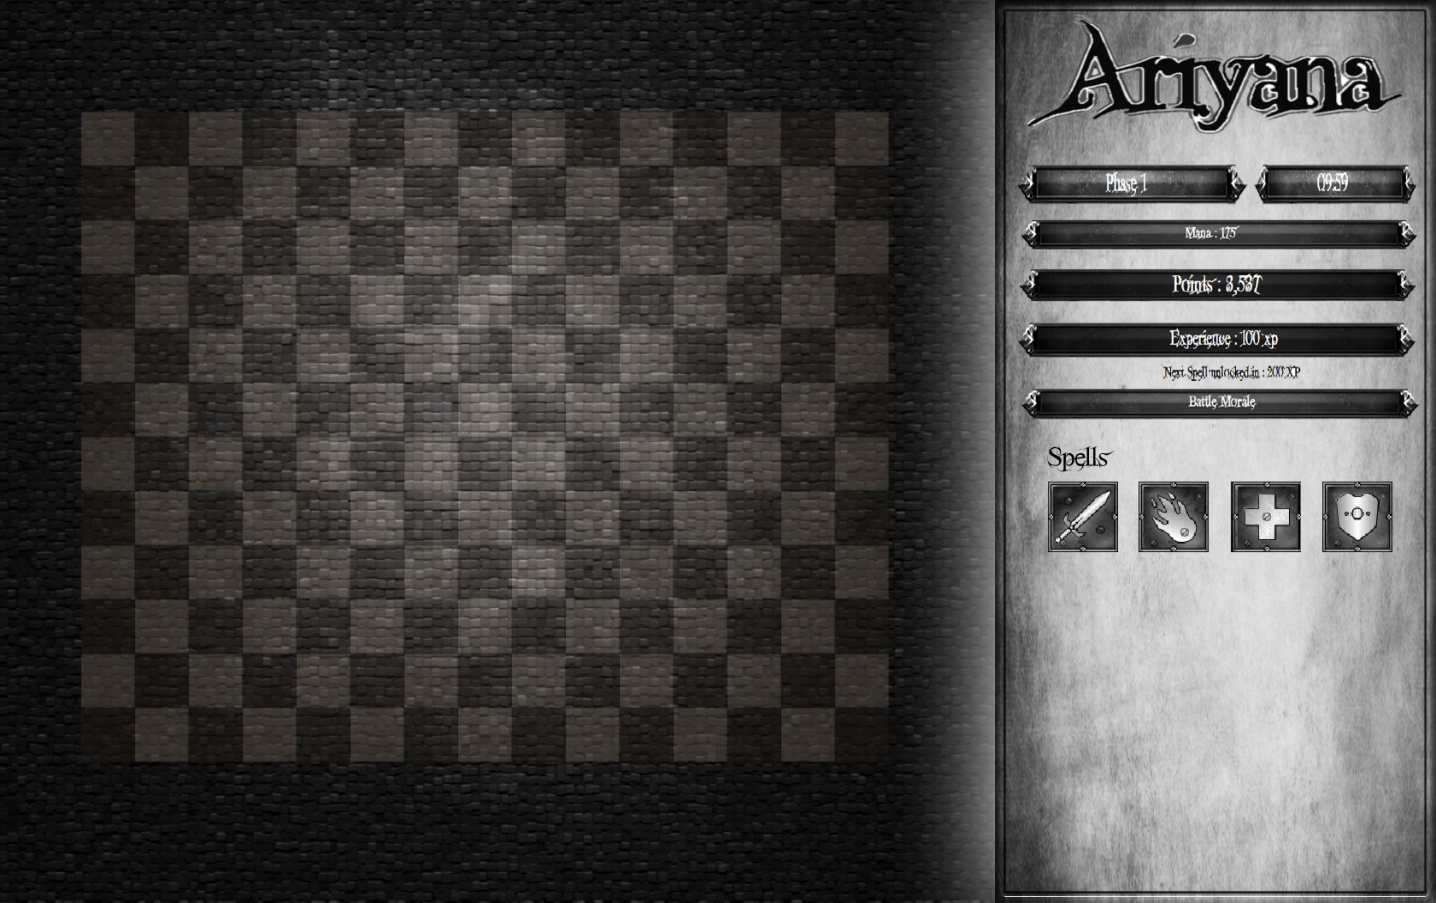 Ariyana
Phase 1
09:59
Mana : 175
Points : 3,537
Experience : 100 xp
Next Spell unlocked in : 200 XP
Battle Morale
Spells